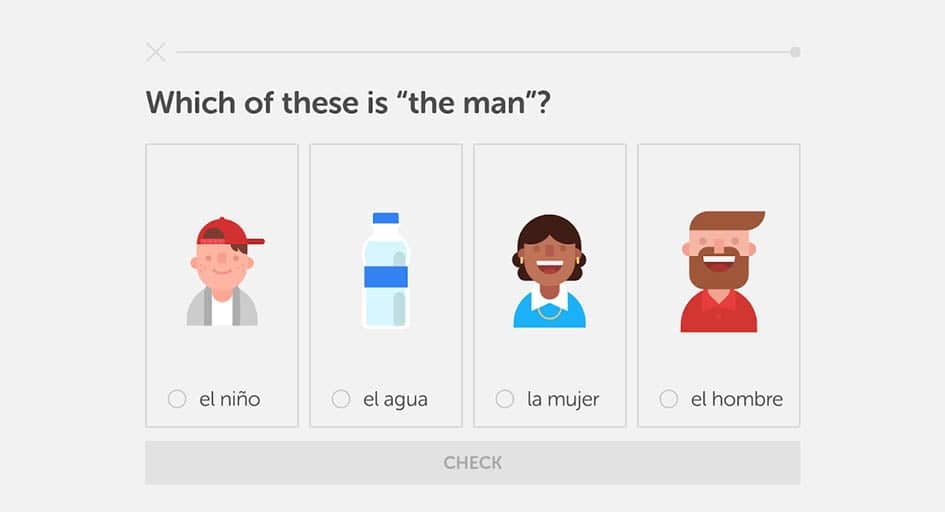 Which of these is “the man”?
el niño
el agua
la mujer
el hombre
CHECK